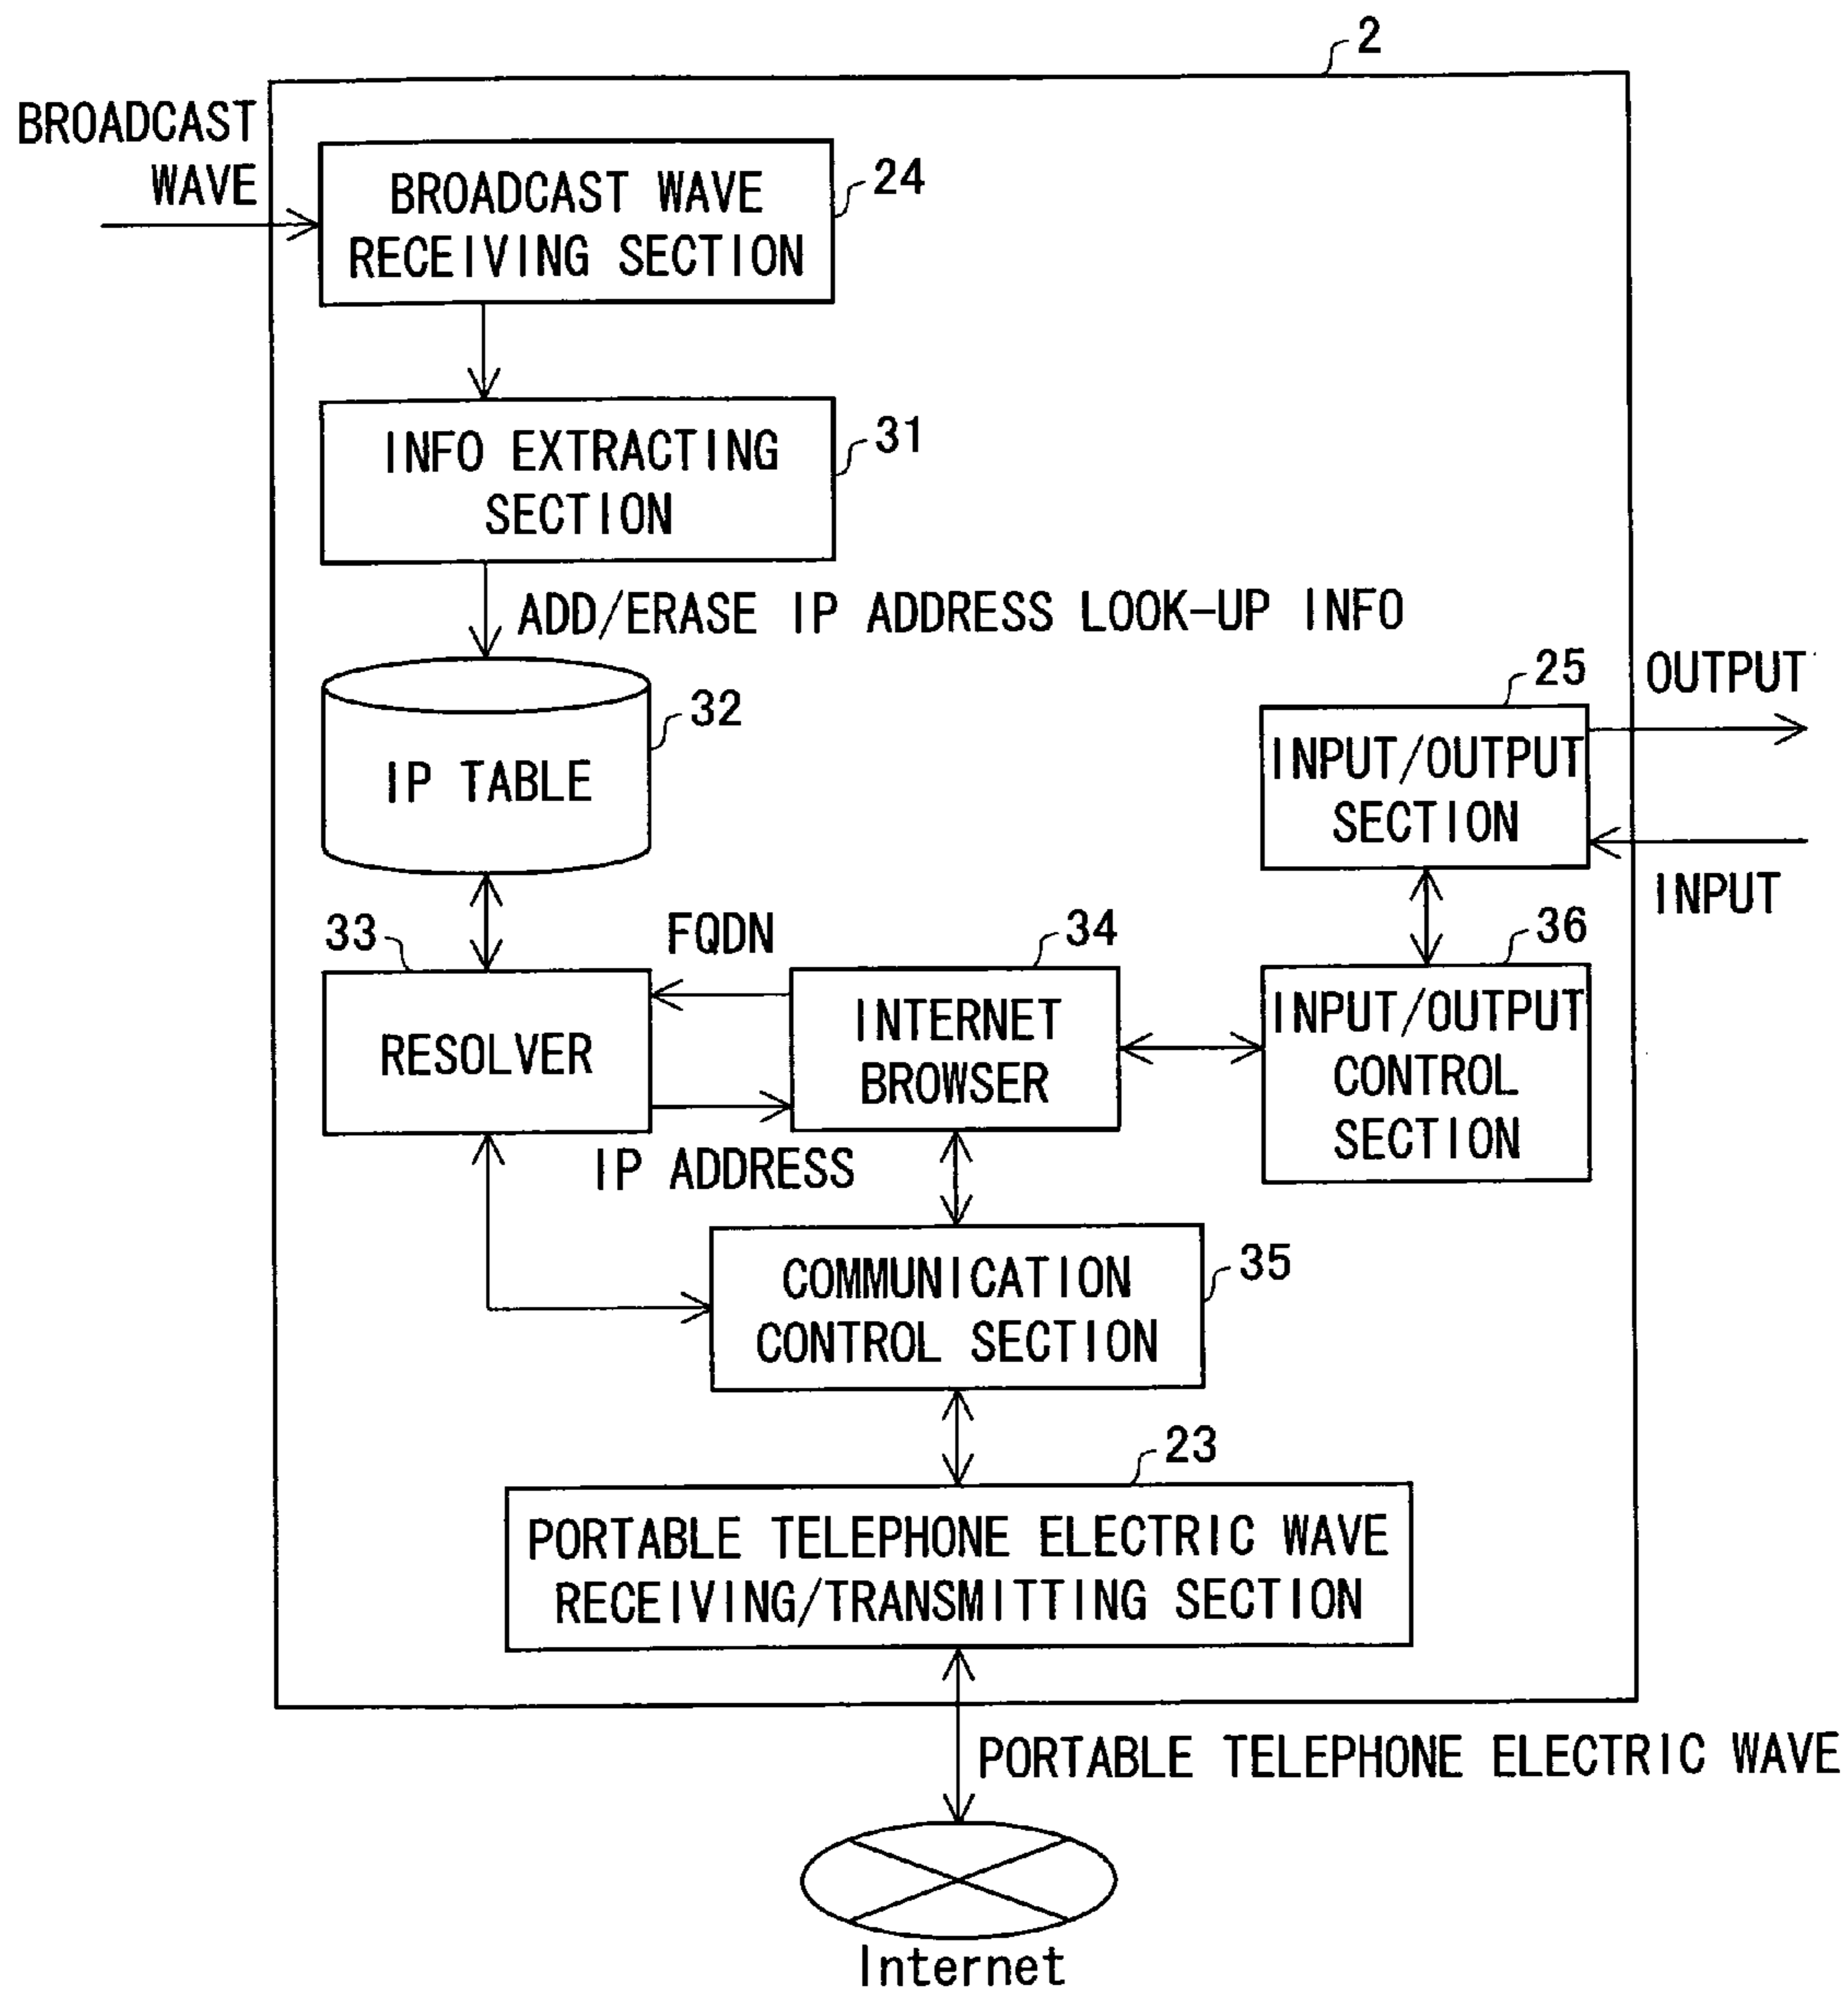 2
BROADCAST
WAVE
BROADCAST WAVE
RECEIVING SECTION
24
INFO EXTRACTING
SECTION
31
ADD/ERASE IP ADDRESS LOOK-UP INFO
32
IP TABLE
25
OUTPUT
INPUT/OUTPUT
SECTION
INPUT
33
FQDN
34
36
RESOLVER
INTERNET
BROWSER
INPUT/OUTPUT
CONTROL
SECTION
IP ADDRESS
COMMUNICATION
CONTROL SECTION
35
23
PORTABLE TELEPHONE ELECTRIC WAVE
RECEIVING/TRANSMITTING SECTION
PORTABLE TELEPHONE ELECTRIC WAVE
Internet